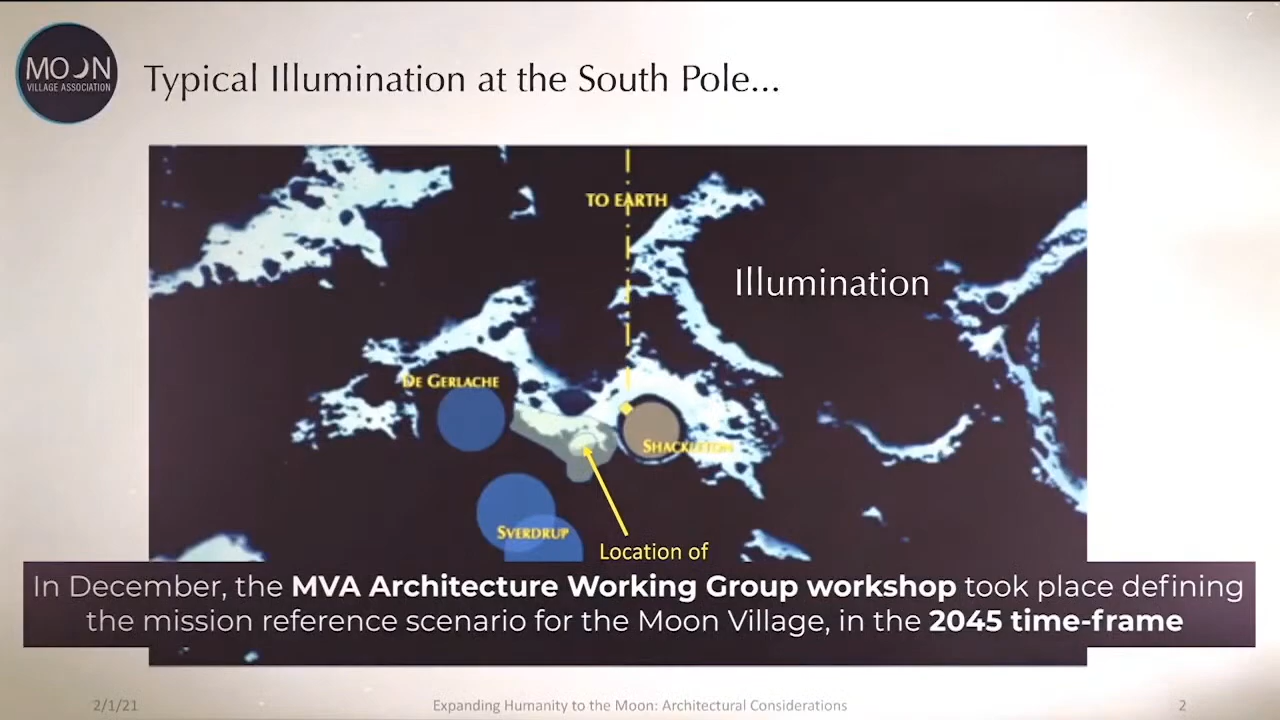 MOON
VILLAGE ASSOCIATION
Typical Illumination at the South Pole...
TO EARTH
Illumination
DE GERLACHE
SHACKLETON
SVERDRUP
Location of
In December, the MVA Architecture Working Group workshop took place defining
the mission reference scenario for the Moon Village, in the 2045 time-frame
2/1/21
Expanding Humanity to the Moon: Architectural Considerations
2